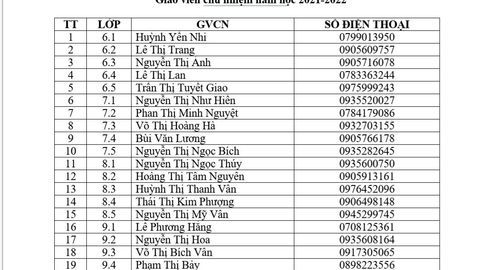 Giáo viên chủ nhiệm năm học 2021-2022
TT LỚP GVCN SỐ ĐIỆN THOẠI
1 6.1 Huỳnh Yến Nhi 0799013950
2 6.2 Lê Thị Trang 0905609757
3 6.3 Nguyễn Thị Anh 0905716078
4 6.4 Lê Thị Lan 0783363244
5 6.5 Trần Thị Tuyết Giao 0975999243
6 7.1 Nguyễn Thị Như Hiền 0935520027
7 7.2 Phan Thị Minh Nguyệt 0784179086
8 7.3 Võ Thị Hoàng Hà 0932703155
9 7.4 Bùi Văn Lương 0905766178
10 7.5 Nguyễn Thị Ngọc Bích 0935282645
11 8.1 Nguyễn Thị Ngọc Thúy 0935600750
12 8.2 Hoàng Thị Tâm Nguyên 0905913161
13 8.3 Huỳnh Thị Thanh Vân 0976452096
14 8.4 Thái Thị Kim Phượng 0906498148
15 8.5 Nguyễn Thị Mỹ Vân 0945299745
16 9.1 Lê Phương Hằng 0708125361
17 9.2 Nguyễn Thị Hoa 0935608164
18 9.3 Võ Thị Bích Vân 0917305065
19 9.4 Phạm Thị Bảy 0898223556